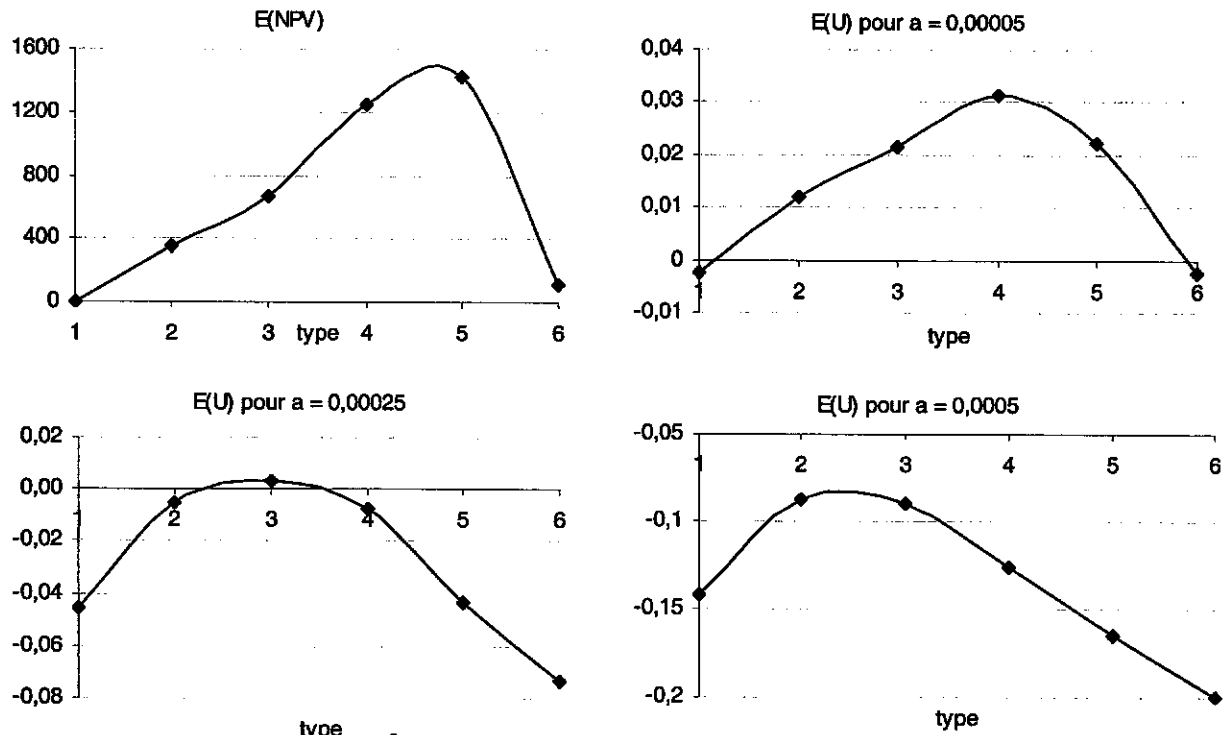 E(NPV)
1600
1200
800
400
0
1 2 3 type 4 5 6
E(U) pour a = 0,00005
0,04
0,03
0,02
0,01
0
-0,01
1 2 3 4 5 6
type
E(U) pour a = 0,00025
0,02
0,00
-0,02
-0,04
-0,06
-0,08
1 2 3 4 5 6
type
E(U) pour a = 0,0005
-0,05
-0,1
-0,15
-0,2
1 2 3 4 5 6
type